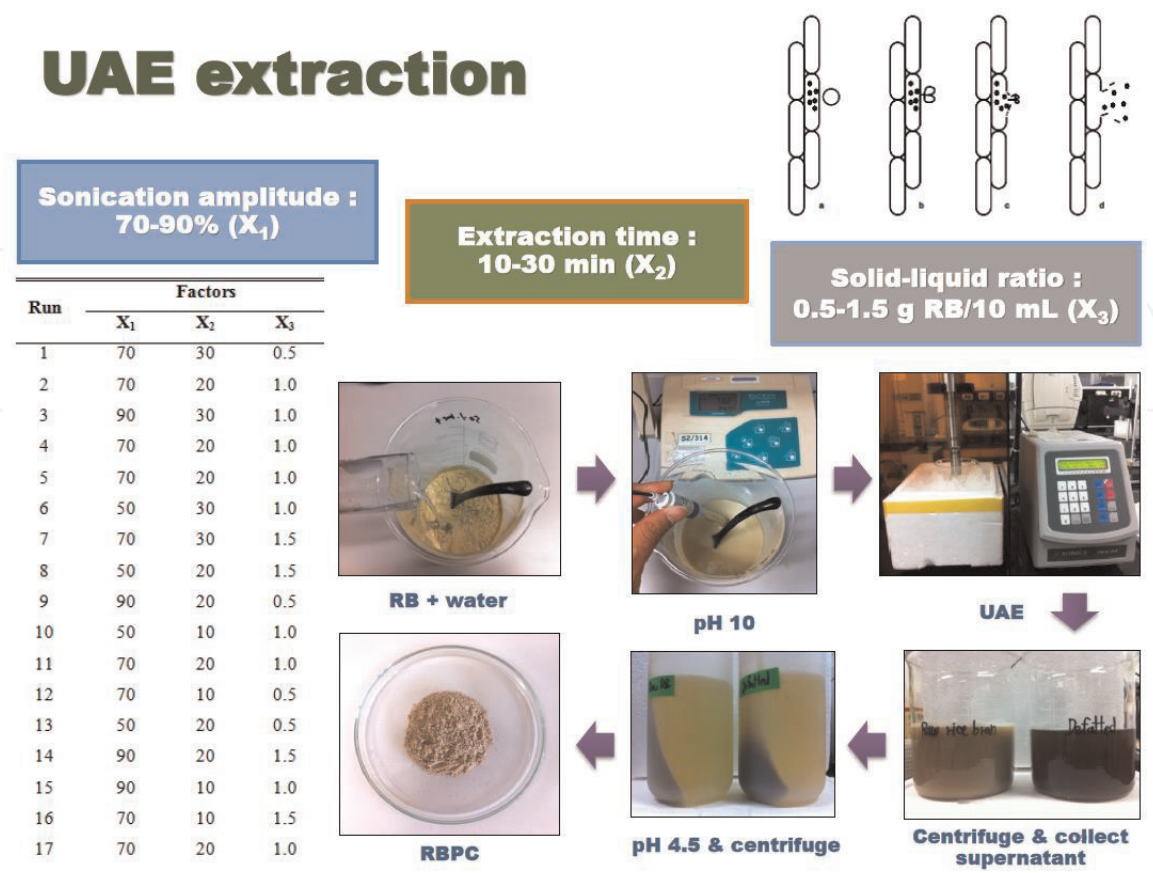 UAE extraction
a b c d
Sonication amplitude :
70-90% (X₁)
Extraction time :
10-30 min (X₂)
Solid-liquid ratio :
0.5-1.5 g RB/10 mL (X₃)
Run Factors
X₁ X₂ X₃
1 70 30 0.5
2 70 20 1.0
3 90 30 1.0
4 70 20 1.0
5 70 20 1.0
6 50 30 1.0
7 70 30 1.5
8 50 20 1.5
9 90 20 0.5
10 50 10 1.0
11 70 20 1.0
12 70 10 0.5
13 50 20 0.5
14 90 20 1.5
15 90 10 1.0
16 70 10 1.5
17 70 20 1.0
RB + water
S2/314
pH 10
UAE
Raw rice bran
Defatted
Centrifuge & collect
supernatant
pH 4.5 & centrifuge
RBPC